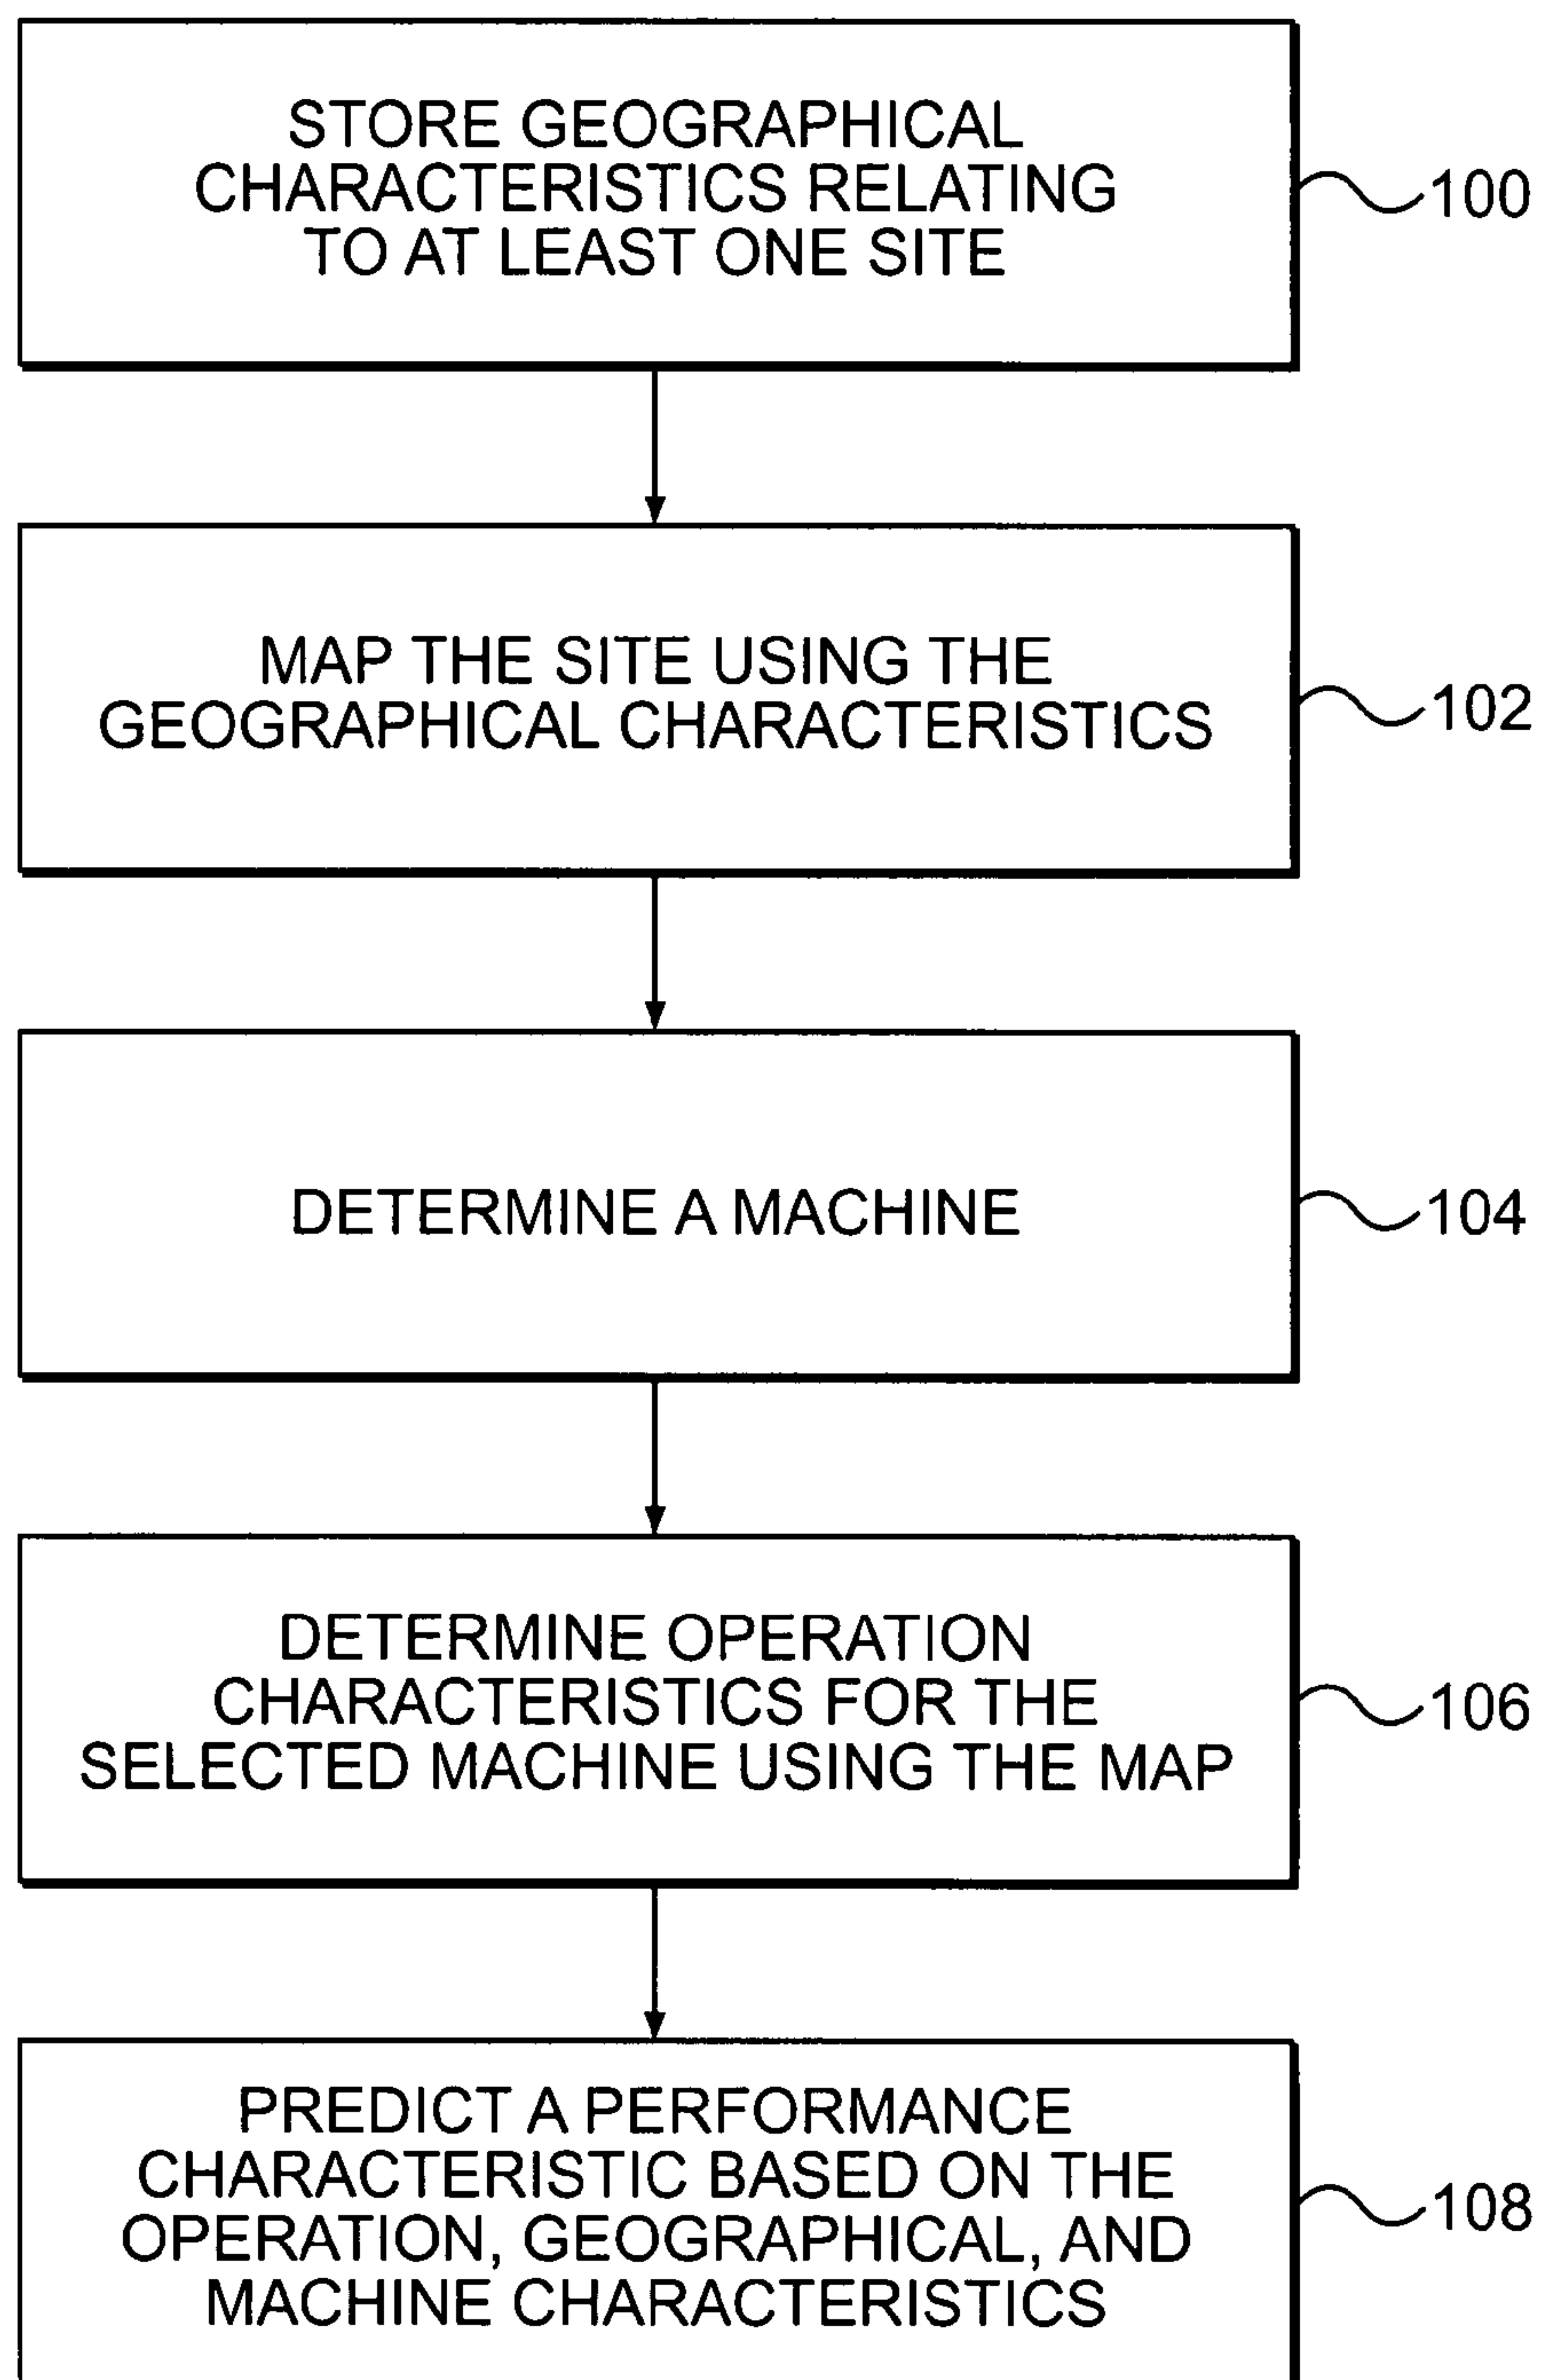 STORE GEOGRAPHICAL
CHARACTERISTICS RELATING
TO AT LEAST ONE SITE
100
MAP THE SITE USING THE
GEOGRAPHICAL CHARACTERISTICS
102
DETERMINE A MACHINE
104
DETERMINE OPERATION
CHARACTERISTICS FOR THE
SELECTED MACHINE USING THE MAP
106
PREDICT A PERFORMANCE
CHARACTERISTIC BASED ON THE
OPERATION, GEOGRAPHICAL, AND
MACHINE CHARACTERISTICS
108